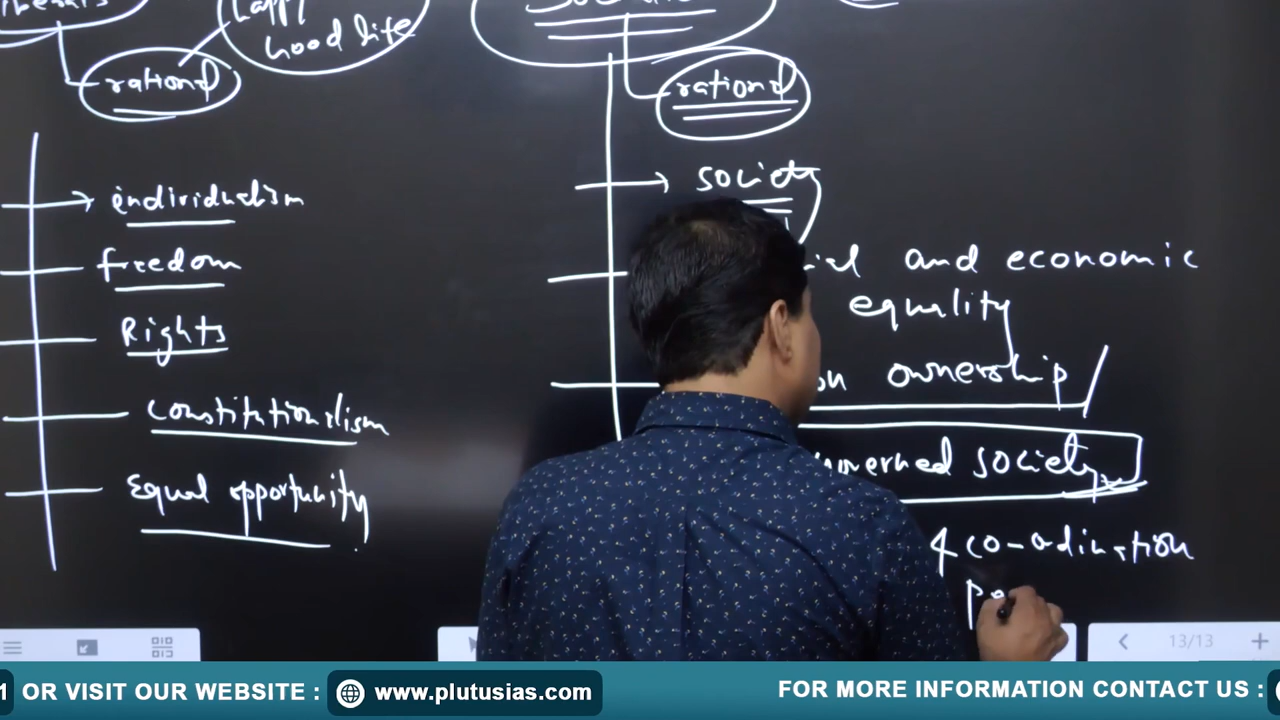 happy
Good life
rational
individualism
freedom
Rights
constitutionalism
Equal opportunity
rational
society
and economic
equality
ownership
society
& co-ordination
13/13
OR VISIT OUR WEBSITE :
www.plutusias.com
FOR MORE INFORMATION CONTACT US :